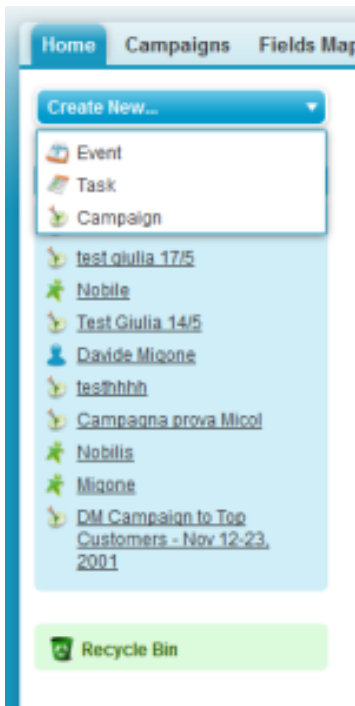 Home Campaigns Fields Map
Create New...
Event
Task
Campaign
test giulia 17/5
Nobile
Test Giulia 14/5
Davide Migone
testhhhh
Campagna prova Micol
Nobilis
Migone
DM Campaign to Top
Customers - Nov 12-23,
2001
Recycle Bin